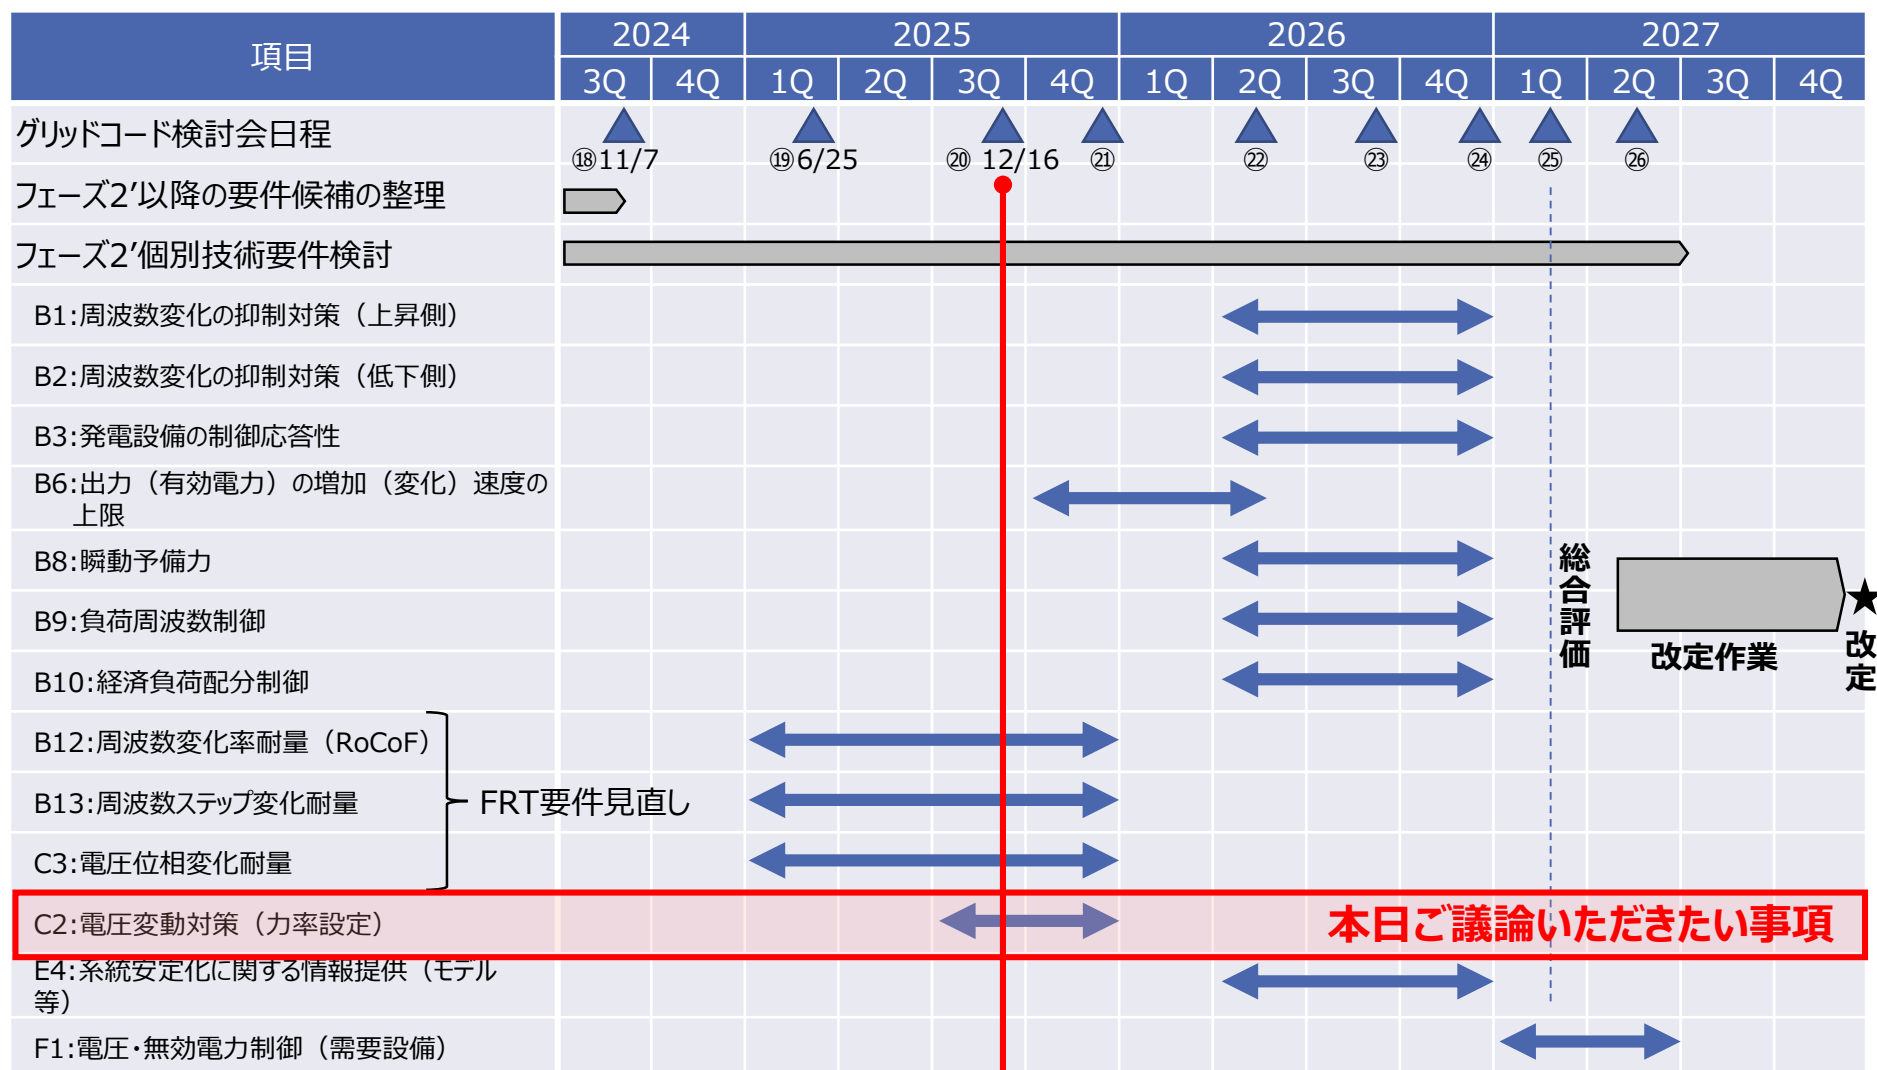 項目
2024
2025
2026
2027
3Q 4Q 1Q 2Q 3Q 4Q 1Q 2Q 3Q 4Q 1Q 2Q 3Q 4Q
グリッドコード検討会日程
⑱11/7
⑲6/25
⑳ 12/16
㉑
㉒
㉓
㉔
㉕
㉖
フェーズ2’以降の要件候補の整理
フェーズ2’個別技術要件検討
B1:周波数変化の抑制対策（上昇側）
B2:周波数変化の抑制対策（低下側）
B3:発電設備の制御応答性
B6:出力（有効電力）の増加（変化）速度の
上限
B8:瞬動予備力
B9:負荷周波数制御
B10:経済負荷配分制御
総合評価
改定作業
★
改定
B12:周波数変化率耐量（RoCoF）
B13:周波数ステップ変化耐量
FRT要件見直し
C3:電圧位相変化耐量
C2:電圧変動対策（力率設定）
本日ご議論いただきたい事項
E4:系統安定化に関する情報提供（モデル
等）
F1:電圧・無効電力制御（需要設備）